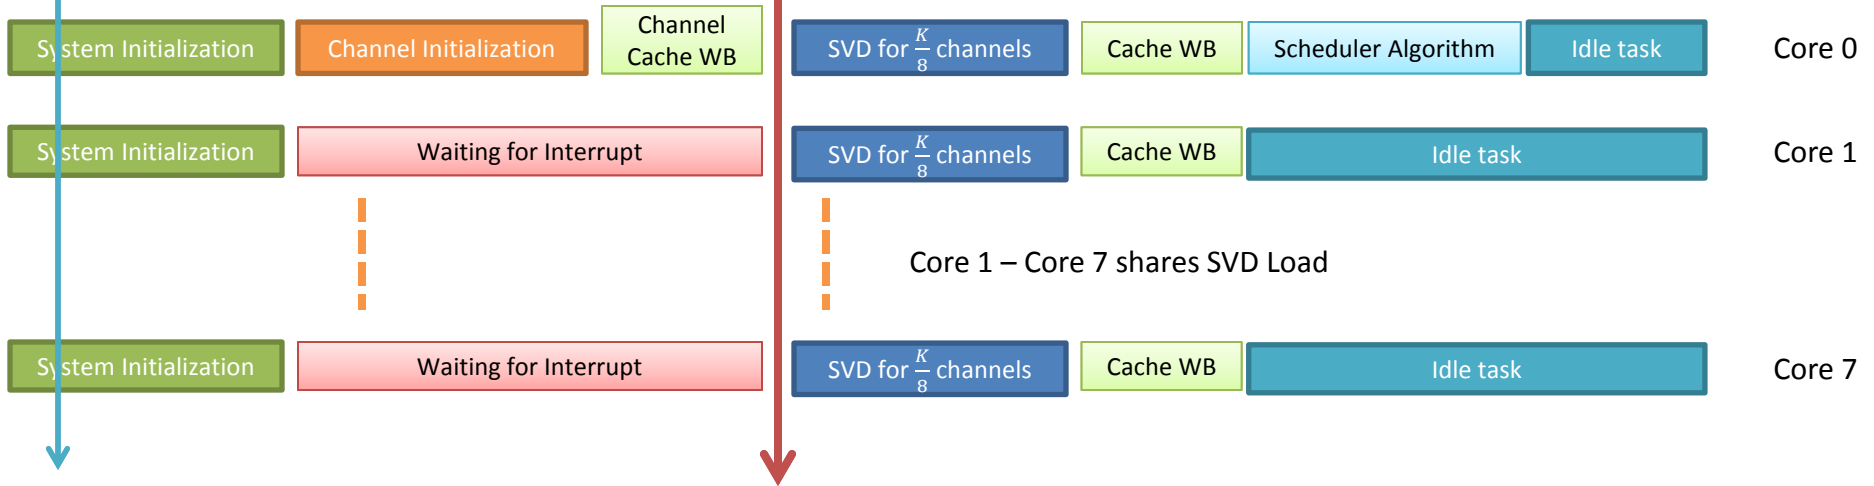 System Initialization
Channel Initialization
Channel
Cache WB
SVD for K/8 channels
Cache WB
Scheduler Algorithm
Idle task
Core 0
System Initialization
Waiting for Interrupt
SVD for K/8 channels
Cache WB
Idle task
Core 1
Core 1 – Core 7 shares SVD Load
System Initialization
Waiting for Interrupt
SVD for K/8 channels
Cache WB
Idle task
Core 7